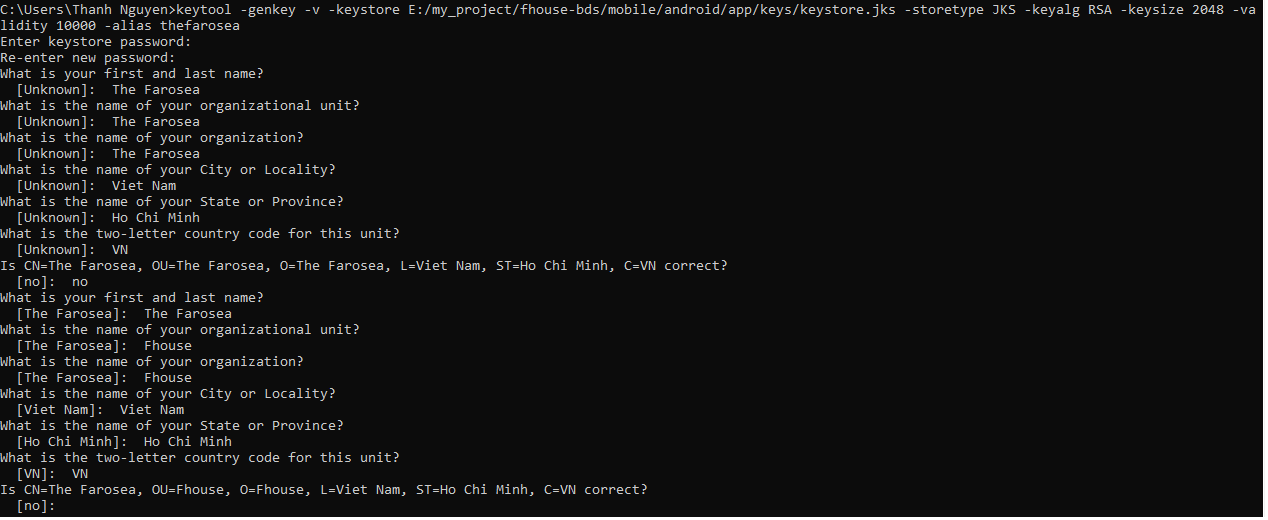 C:\Users\Thanh Nguyen>keytool -genkey -v -keystore E:/my_project/fhouse-bds/mobile/android/app/keys/keystore.jks -storetype JKS -keyalg RSA -keysize 2048 -va
lidity 10000 -alias thefarosea
Enter keystore password:
Re-enter new password:
What is your first and last name?
  [Unknown]:  The Farosea
What is the name of your organizational unit?
  [Unknown]:  The Farosea
What is the name of your organization?
  [Unknown]:  The Farosea
What is the name of your City or Locality?
  [Unknown]:  Viet Nam
What is the name of your State or Province?
  [Unknown]:  Ho Chi Minh
What is the two-letter country code for this unit?
  [Unknown]:  VN
Is CN=The Farosea, OU=The Farosea, O=The Farosea, L=Viet Nam, ST=Ho Chi Minh, C=VN correct?
  [no]:  no
What is your first and last name?
  [The Farosea]:  The Farosea
What is the name of your organizational unit?
  [The Farosea]:  Fhouse
What is the name of your organization?
  [The Farosea]:  Fhouse
What is the name of your City or Locality?
  [Viet Nam]:  Viet Nam
What is the name of your State or Province?
  [Ho Chi Minh]:  Ho Chi Minh
What is the two-letter country code for this unit?
  [VN]:  VN
Is CN=The Farosea, OU=Fhouse, O=Fhouse, L=Viet Nam, ST=Ho Chi Minh, C=VN correct?
  [no]: